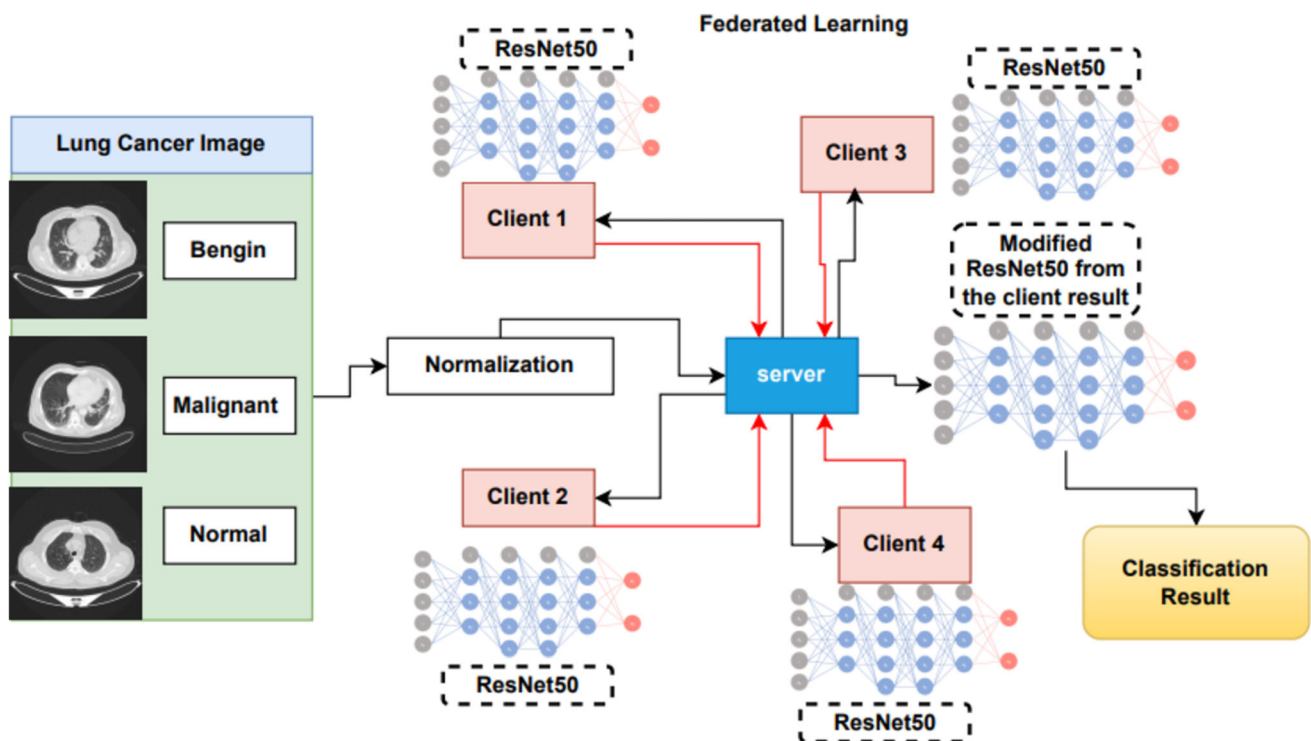 Federated Learning
Lung Cancer Image
Bengin
Malignant
Normal
Normalization
ResNet50
Client 1
Client 2
ResNet50
server
Client 3
ResNet50
Client 4
ResNet50
Modified
ResNet50 from
the client result
Classification
Result